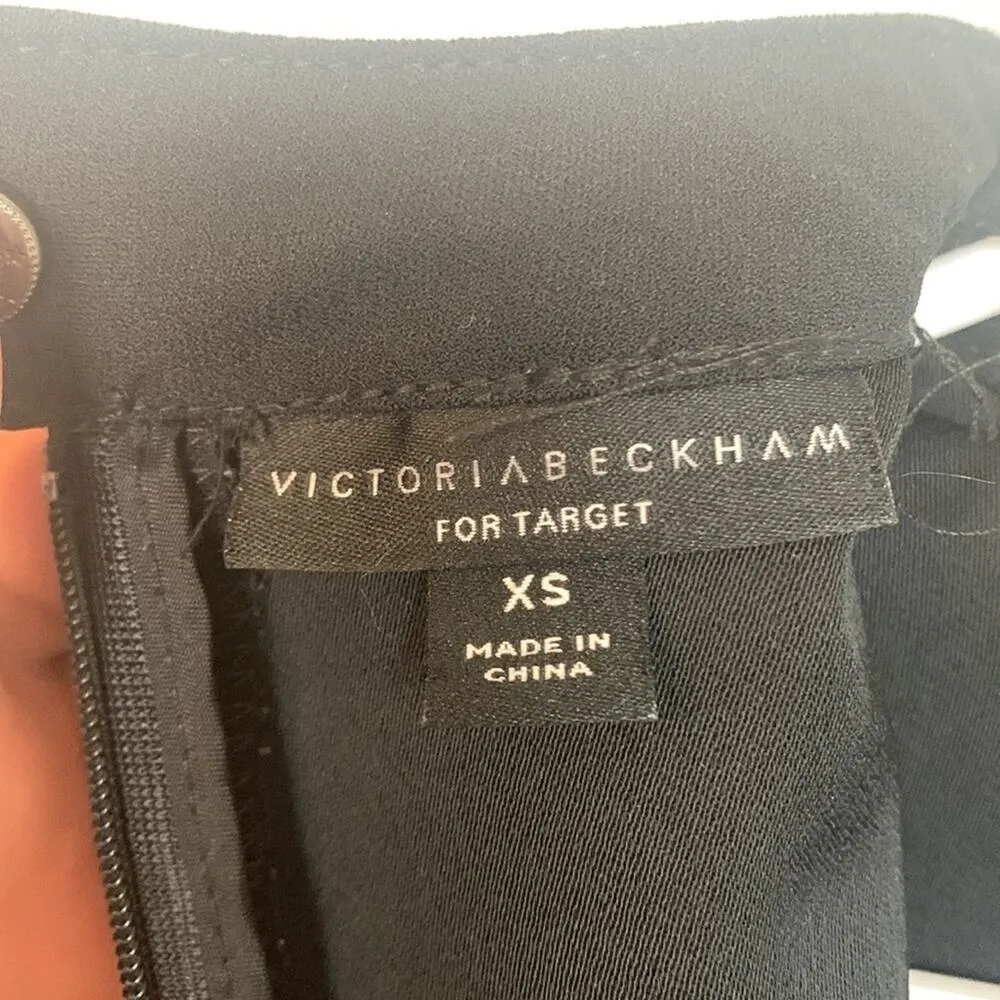 VICTORIA BECKHAM
FOR TARGET
XS
MADE IN
CHINA